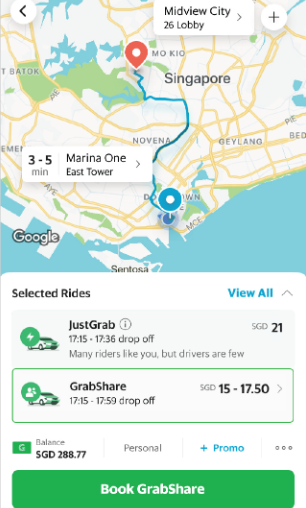 Midview City
26 Lobby
MO KIO
Singapore
T BATOK
NOVENA
GEYLANG
BED
3 - 5
min
Marina One
East Tower
MCE
Google
Sentosa
Selected Rides
View All
JustGrab
SGD 21
17:15 - 17:36 drop off
Many riders like you, but drivers are few
GrabShare
SGD 15 - 17.50
17:15 - 17:59 drop off
Balance
SGD 288.77
Personal
+ Promo
Book GrabShare